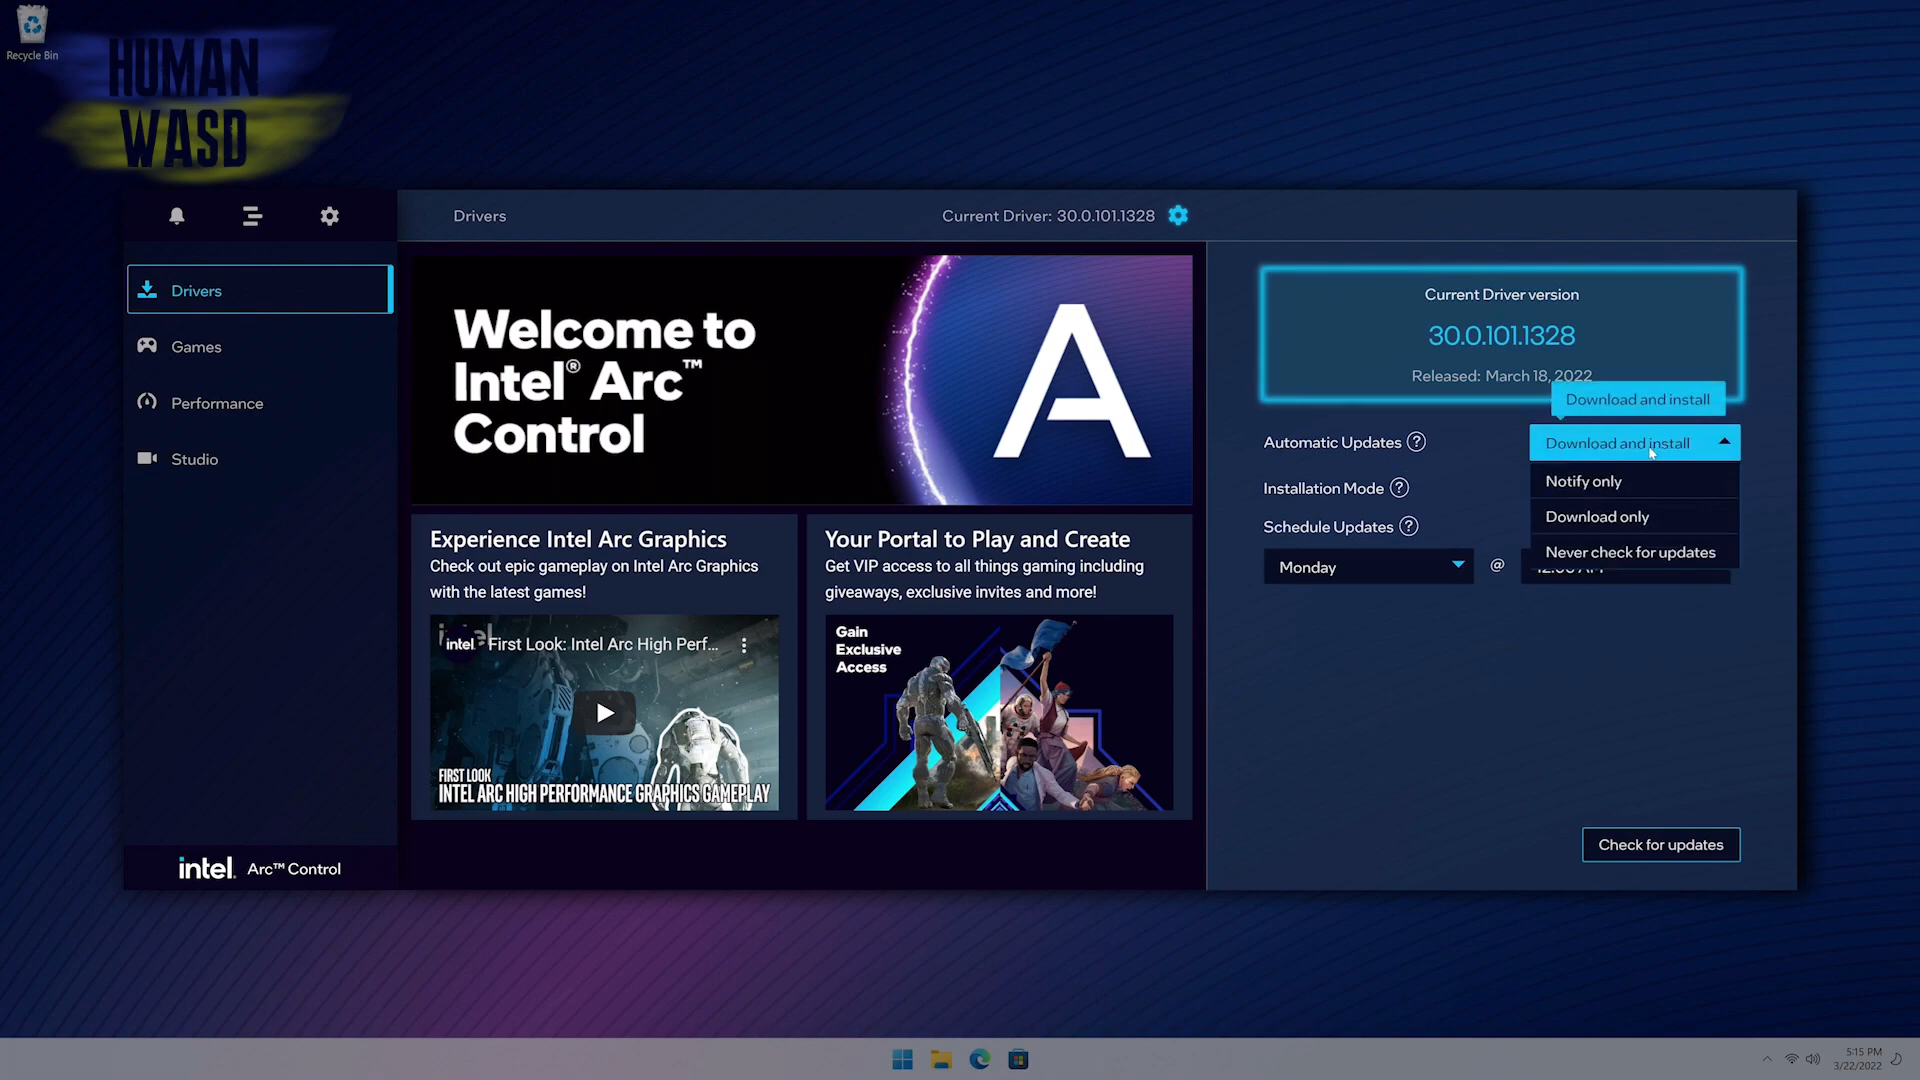 Recycle Bin
HUMAN
WASD
Drivers
Current Driver: 30.0.101.1328
Drivers
Games
Performance
Studio
intel. Arc™ Control
Welcome to
Intel® Arc™
Control
A
Experience Intel Arc Graphics
Check out epic gameplay on Intel Arc Graphics
with the latest games!
intel
intel. First Look: Intel Arc High Perf...
FIRST LOOK
INTEL ARC HIGH PERFORMANCE GRAPHICS GAMEPLAY
Your Portal to Play and Create
Get VIP access to all things gaming including
giveaways, exclusive invites and more!
Gain
Exclusive
Access
Current Driver version
30.0.101.1328
Released: March 18, 2022
Download and install
Automatic Updates ?
Download and install
Notify only
Download only
Never check for updates
Installation Mode ?
Schedule Updates ?
Monday @
Check for updates
5:15 PM
3/22/2022